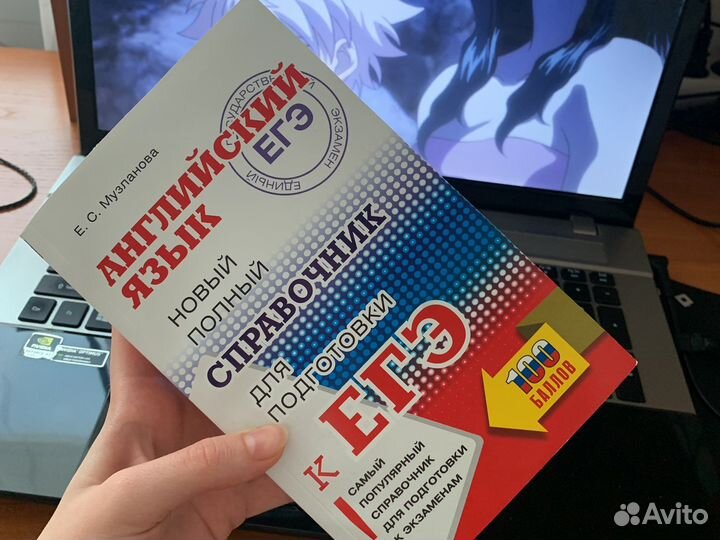 Е. С. Музланова
ГОСУДАРСТВЕННЫЙ
ЕДИНЫЙ
ЭКЗАМЕН
ЕГЭ
АНГЛИЙСКИЙ
ЯЗЫК
НОВЫЙ
ПОЛНЫЙ
СПРАВОЧНИК
ДЛЯ
ПОДГОТОВКИ
К ЕГЭ
100
БАЛЛОВ
САМЫЙ
ПОПУЛЯРНЫЙ
СПРАВОЧНИК
ДЛЯ ПОДГОТОВКИ
К ЭКЗАМЕНАМ
NVIDIA
Avito